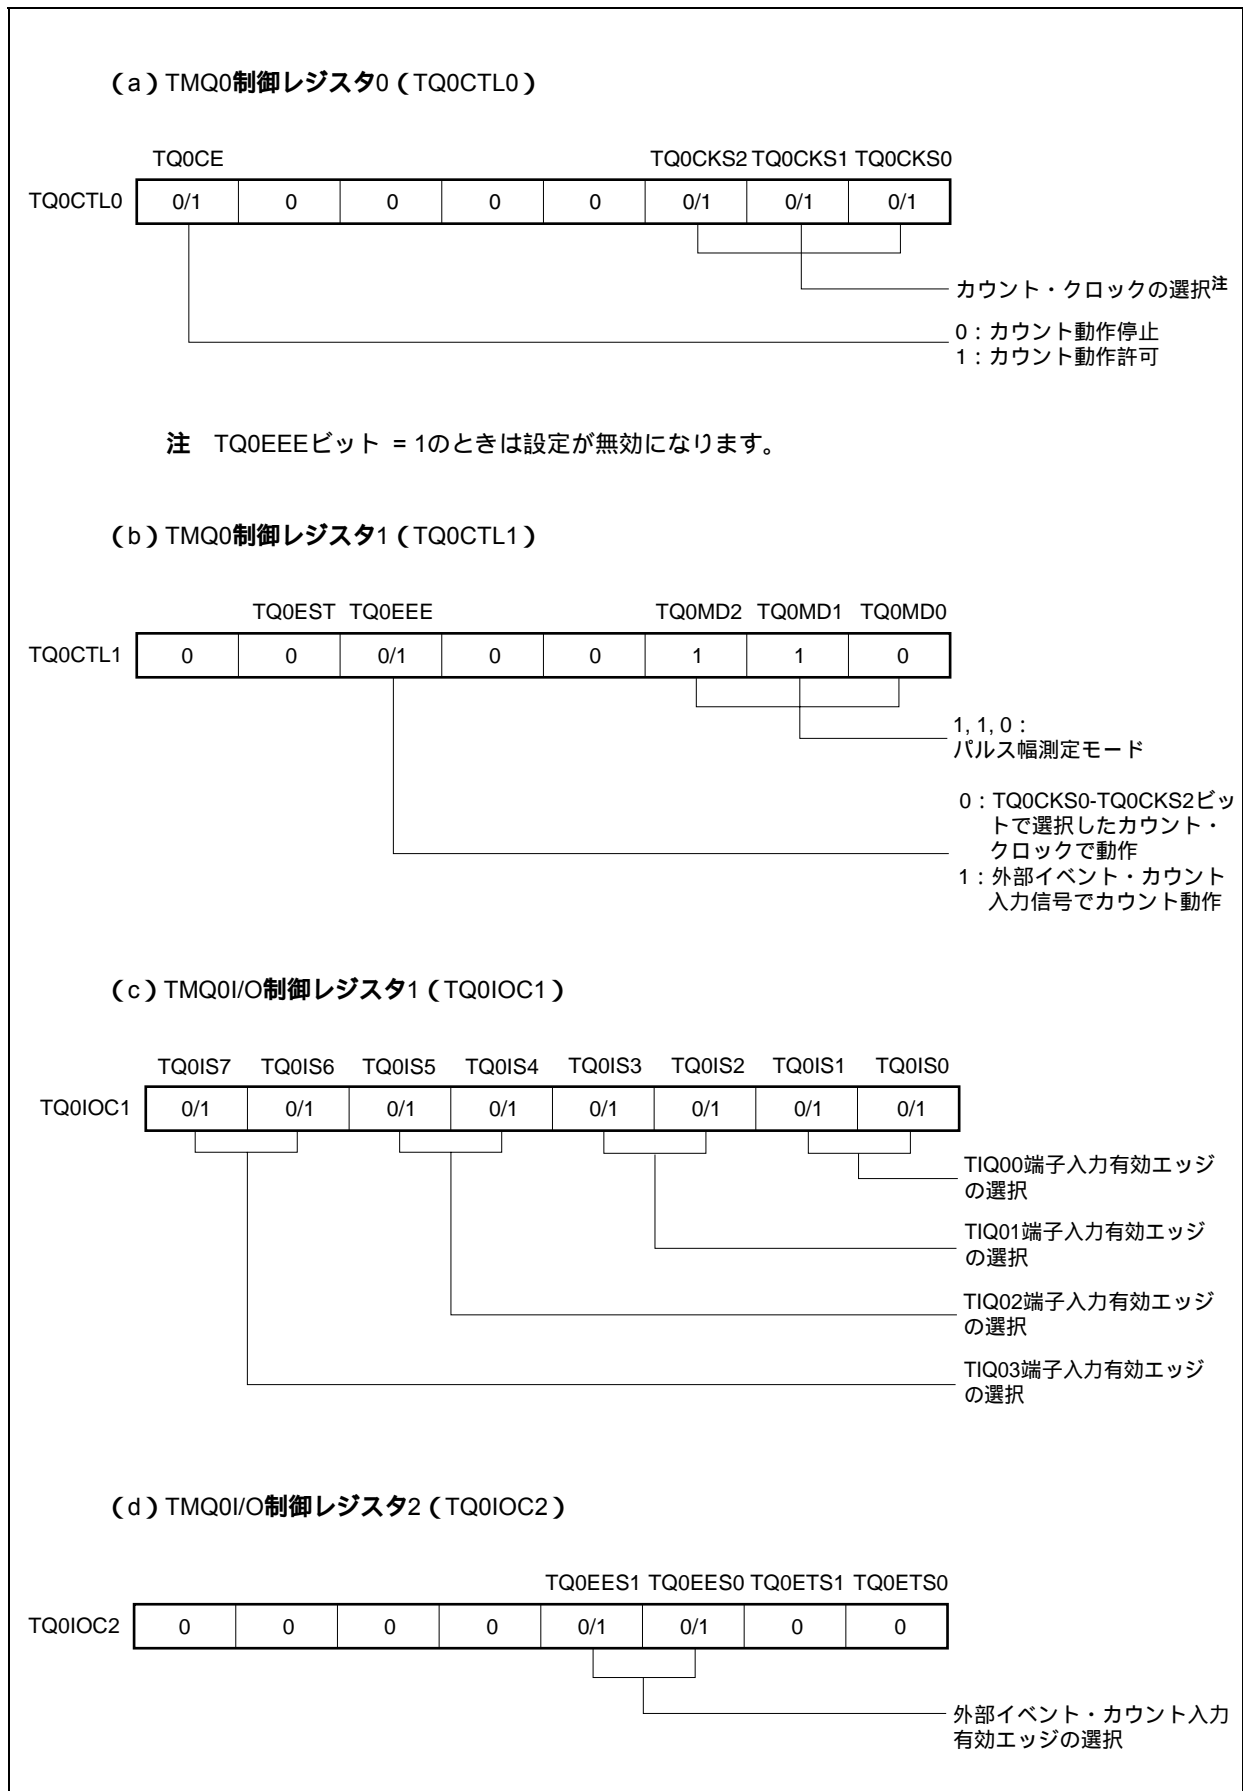 （a）TMQ0制御レジスタ0（TQ0CTL0）
TQ0CE TQ0CKS2 TQ0CKS1 TQ0CKS0
TQ0CTL0 0/1 0 0 0 0 0/1 0/1 0/1
カウント・クロックの選択注
0：カウント動作停止
1：カウント動作許可
注 TQ0EEEビット = 1のときは設定が無効になります。
（b）TMQ0制御レジスタ1（TQ0CTL1）
TQ0EST TQ0EEE TQ0MD2 TQ0MD1 TQ0MD0
TQ0CTL1 0 0 0/1 0 0 1 1 0
1, 1, 0：
パルス幅測定モード
0：TQ0CKS0-TQ0CKS2ビッ
トで選択したカウント・
クロックで動作
1：外部イベント・カウント
入力信号でカウント動作
（c）TMQ0I/O制御レジスタ1（TQ0IOC1）
TQ0IS7 TQ0IS6 TQ0IS5 TQ0IS4 TQ0IS3 TQ0IS2 TQ0IS1 TQ0IS0
TQ0IOC1 0/1 0/1 0/1 0/1 0/1 0/1 0/1 0/1
TIQ00端子入力有効エッジ
の選択
TIQ01端子入力有効エッジ
の選択
TIQ02端子入力有効エッジ
の選択
TIQ03端子入力有効エッジ
の選択
（d）TMQ0I/O制御レジスタ2（TQ0IOC2）
TQ0EES1 TQ0EES0 TQ0ETS1 TQ0ETS0
TQ0IOC2 0 0 0 0 0/1 0/1 0 0
外部イベント・カウント入力
有効エッジの選択